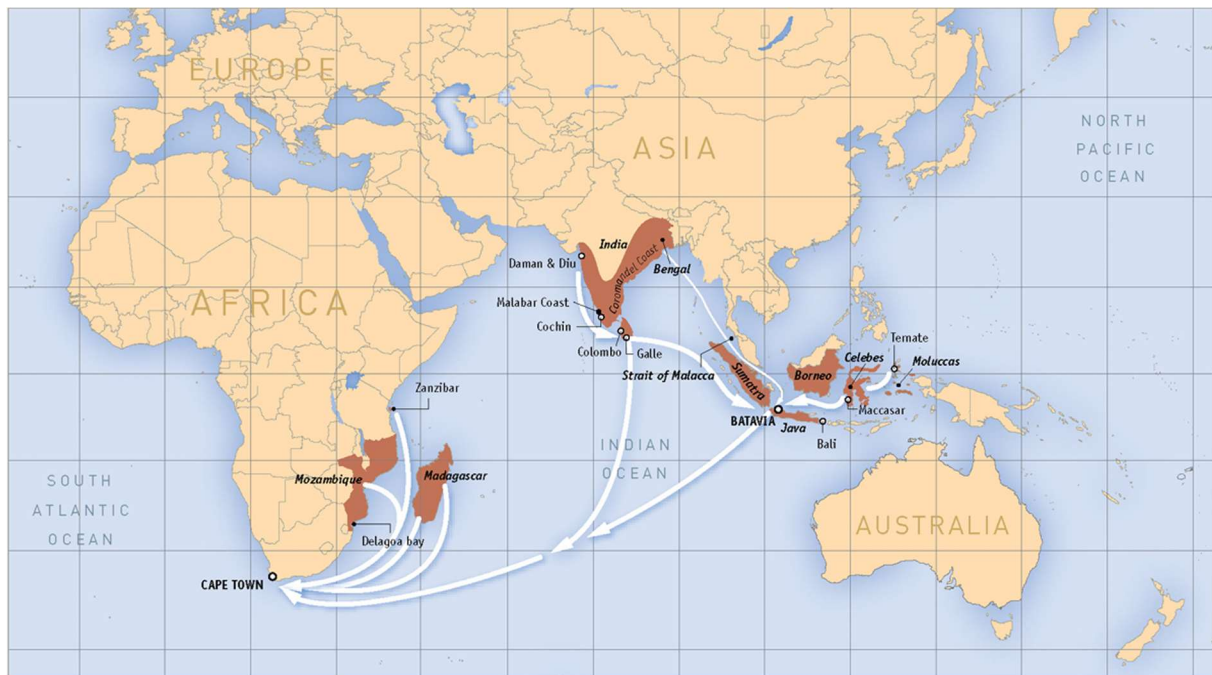 EUROPE
ASIA
NORTH
PACIFIC
OCEAN
AFRICA
India
Daman & Diu
Coromandel Coast
Bengal
Malabar Coast
Cochin
Colombo
Galle
Strait of Malacca
Sumatra
Borneo
Celebes
Ternate
Moluccas
Maccasar
BATAVIA
Java
Bali
Zanzibar
INDIAN
OCEAN
Mozambique
Madagascar
Delagoa bay
SOUTH
ATLANTIC
OCEAN
AUSTRALIA
CAPE TOWN